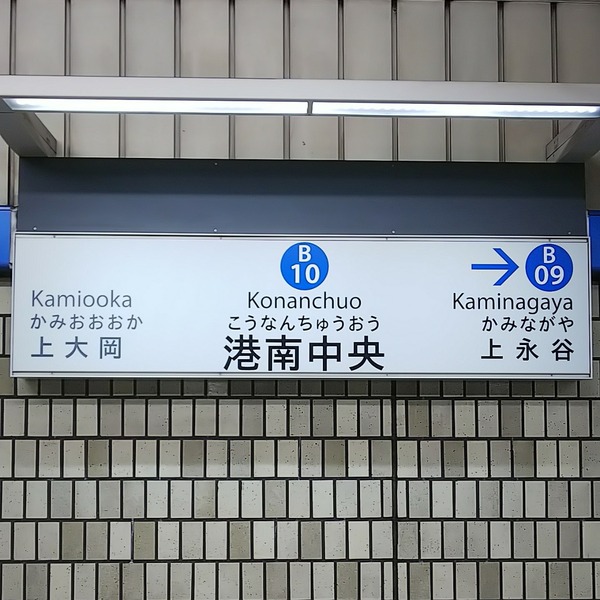 Kamiooka
かみおおおか
上大岡
B
10
Konanchuo
こうなんちゅうおう
港南中央
→
B
09
Kaminagaya
かみながや
上永谷